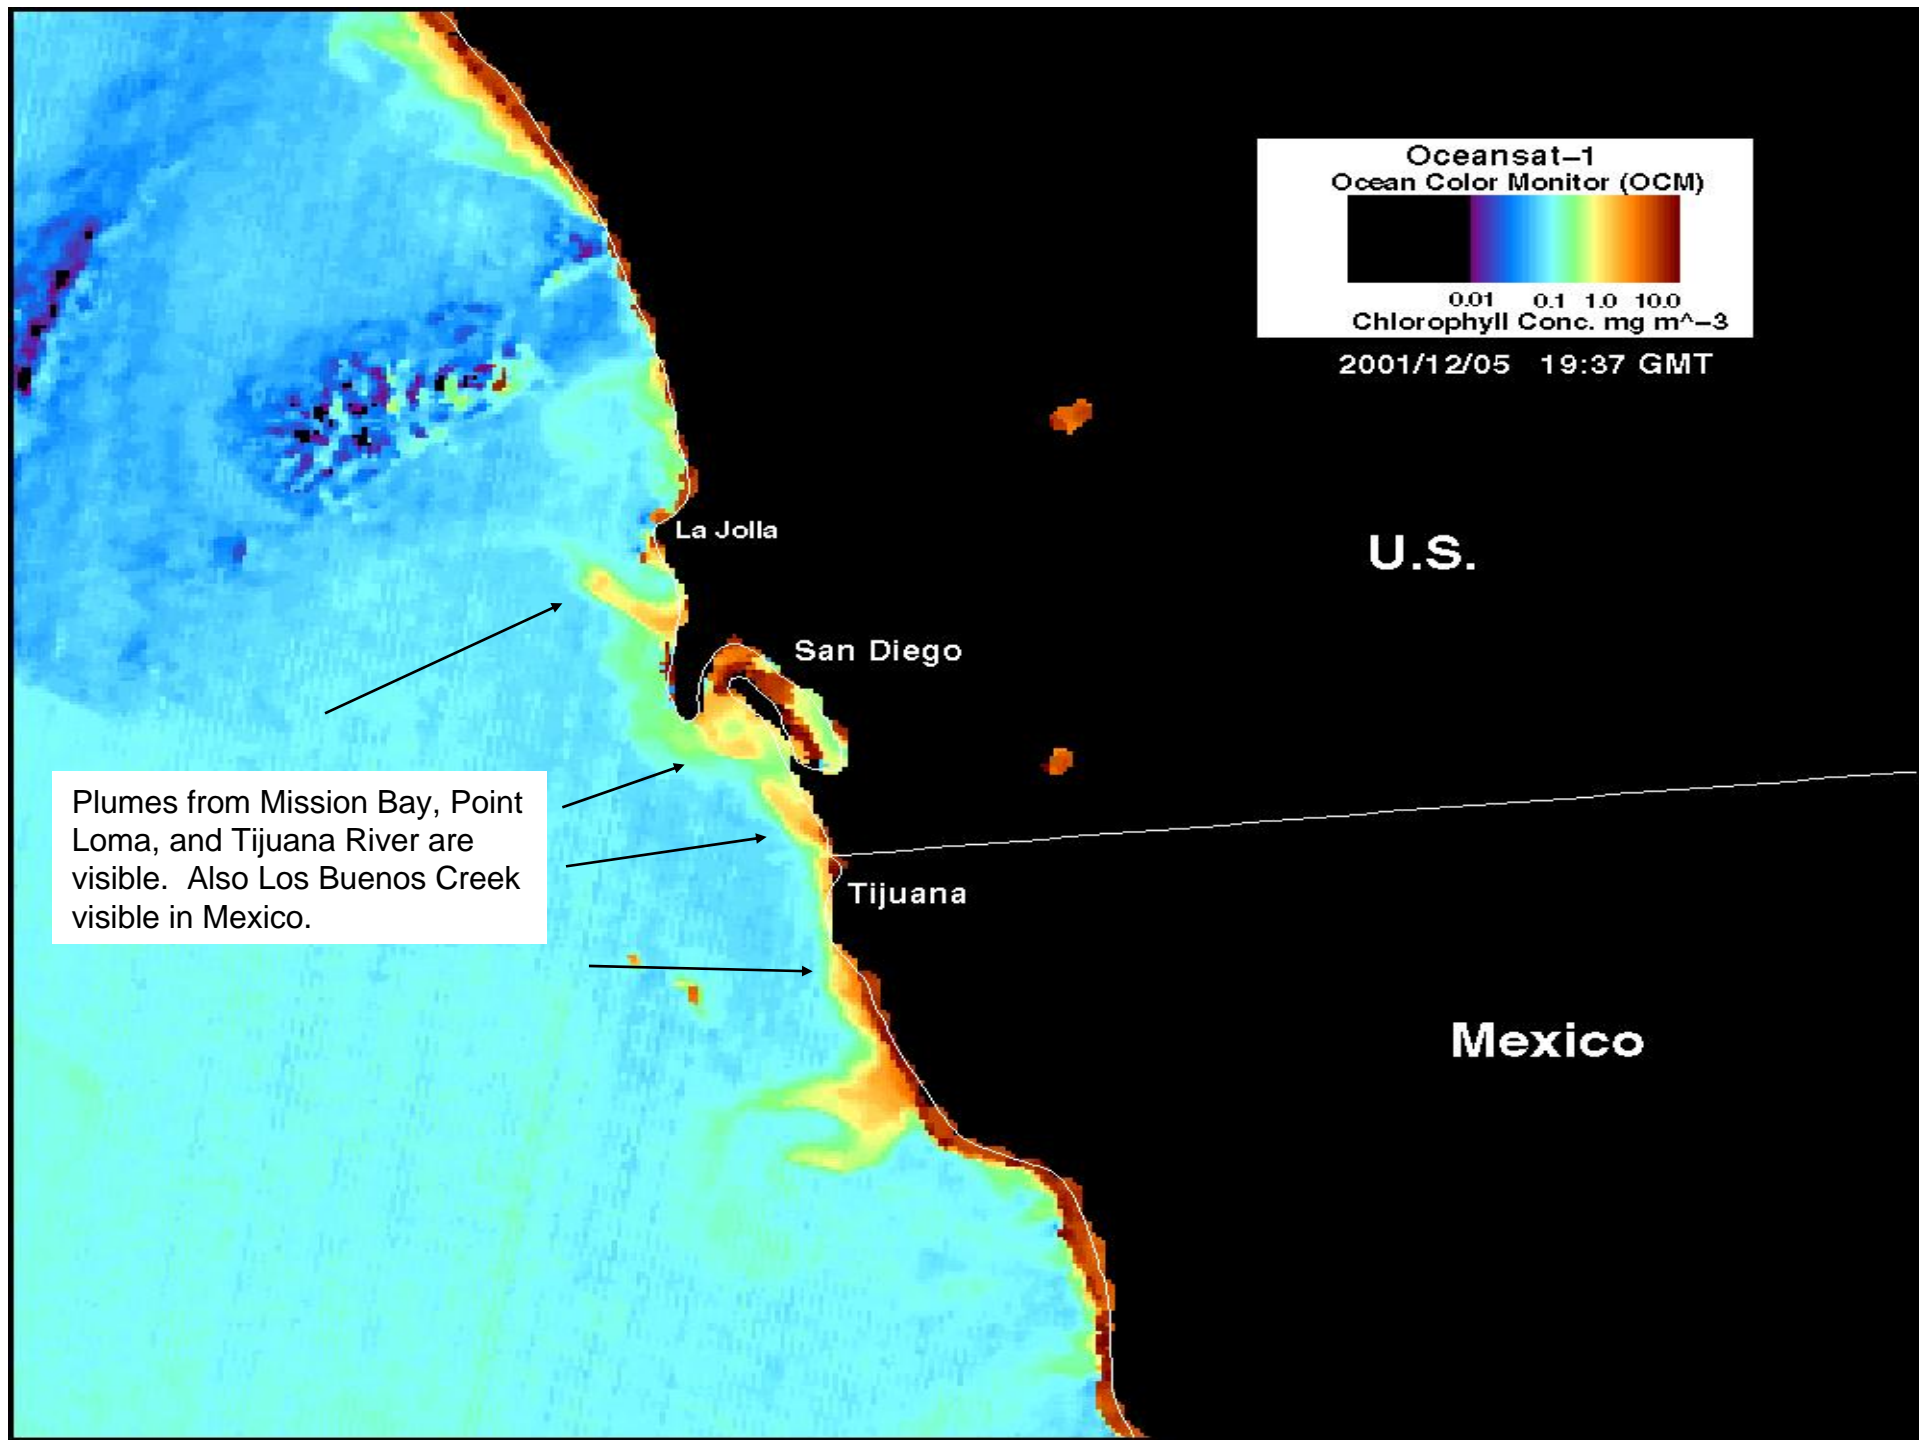 Oceansat-1
Ocean Color Monitor (OCM)
0.01 0.1 1.0 10.0
Chlorophyll Conc. mg m^-3
2001/12/05 19:37 GMT
La Jolla
U.S.
San Diego
Plumes from Mission Bay, Point
Loma, and Tijuana River are
visible. Also Los Buenos Creek
visible in Mexico.
Tijuana
Mexico